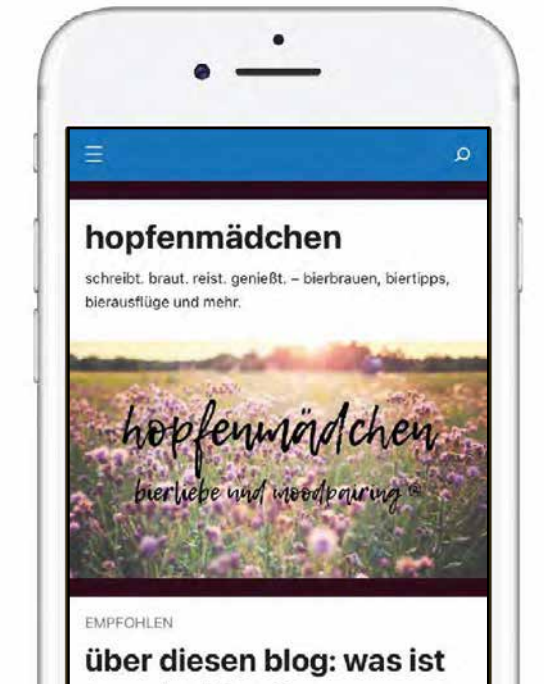 hopfenmädchen
schreibt. braut. reist. genießt. – bierbrauen, biertipps,
bierausflüge und mehr.
hopfenmädchen
bierliebe und moodpairing ®
EMPFOHLEN
über diesen blog: was ist